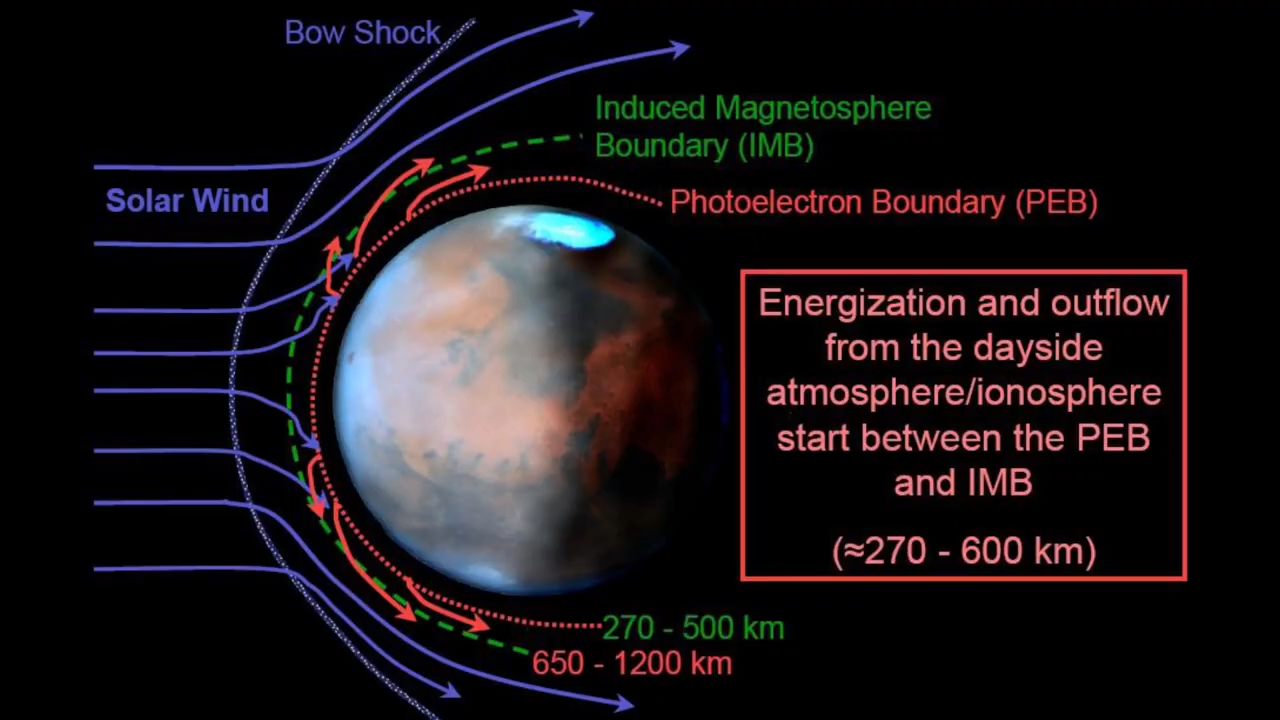 Bow Shock
Induced Magnetosphere
Boundary (IMB)
Solar Wind
Photoelectron Boundary (PEB)
Energization and outflow
from the dayside
atmosphere/ionosphere
start between the PEB
and IMB
(≈270 - 600 km)
270 - 500 km
650 - 1200 km